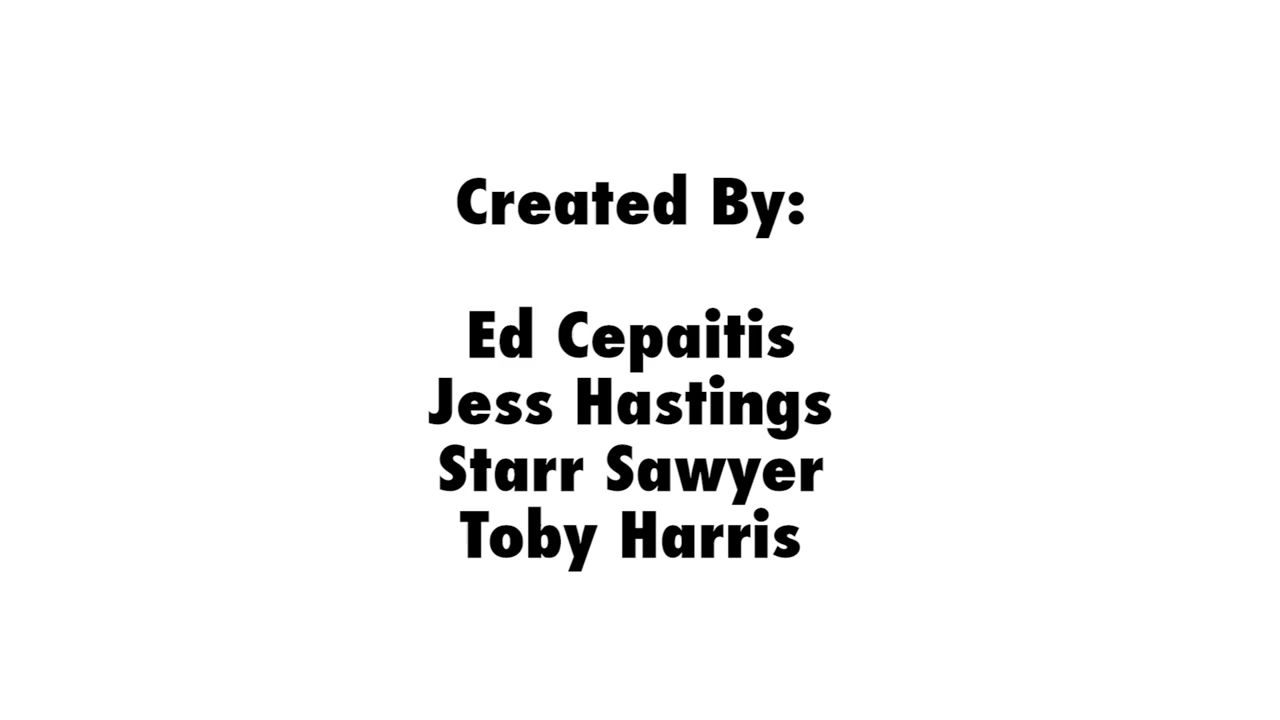 Created By:
Ed Cepaitis
Jess Hastings
Starr Sawyer
Toby Harris